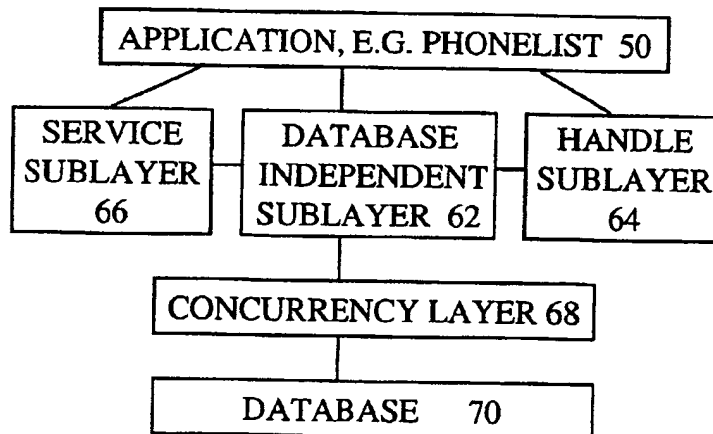 APPLICATION, E.G. PHONELIST 50
SERVICE
SUBLAYER
66
DATABASE
INDEPENDENT
SUBLAYER 62
HANDLE
SUBLAYER
64
CONCURRENCY LAYER 68
DATABASE 70